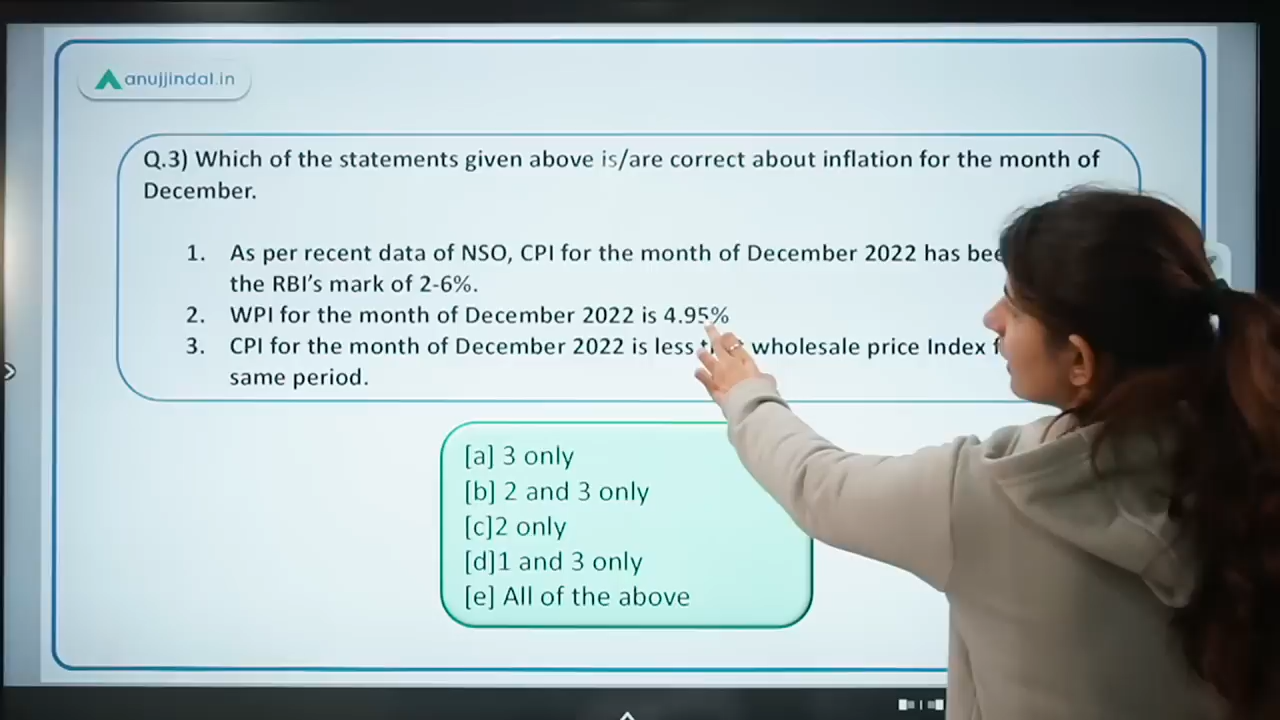 anujjindal.in
Q.3) Which of the statements given above is/are correct about inflation for the month of
December.
1. As per recent data of NSO, CPI for the month of December 2022 has
the RBI's mark of 2-6%.
2. WPI for the month of December 2022 is 4.95%
3. CPI for the month of December 2022 is less wholesale price Index
same period.
[a] 3 only
[b] 2 and 3 only
[c]2 only
[d]1 and 3 only
[e] All of the above